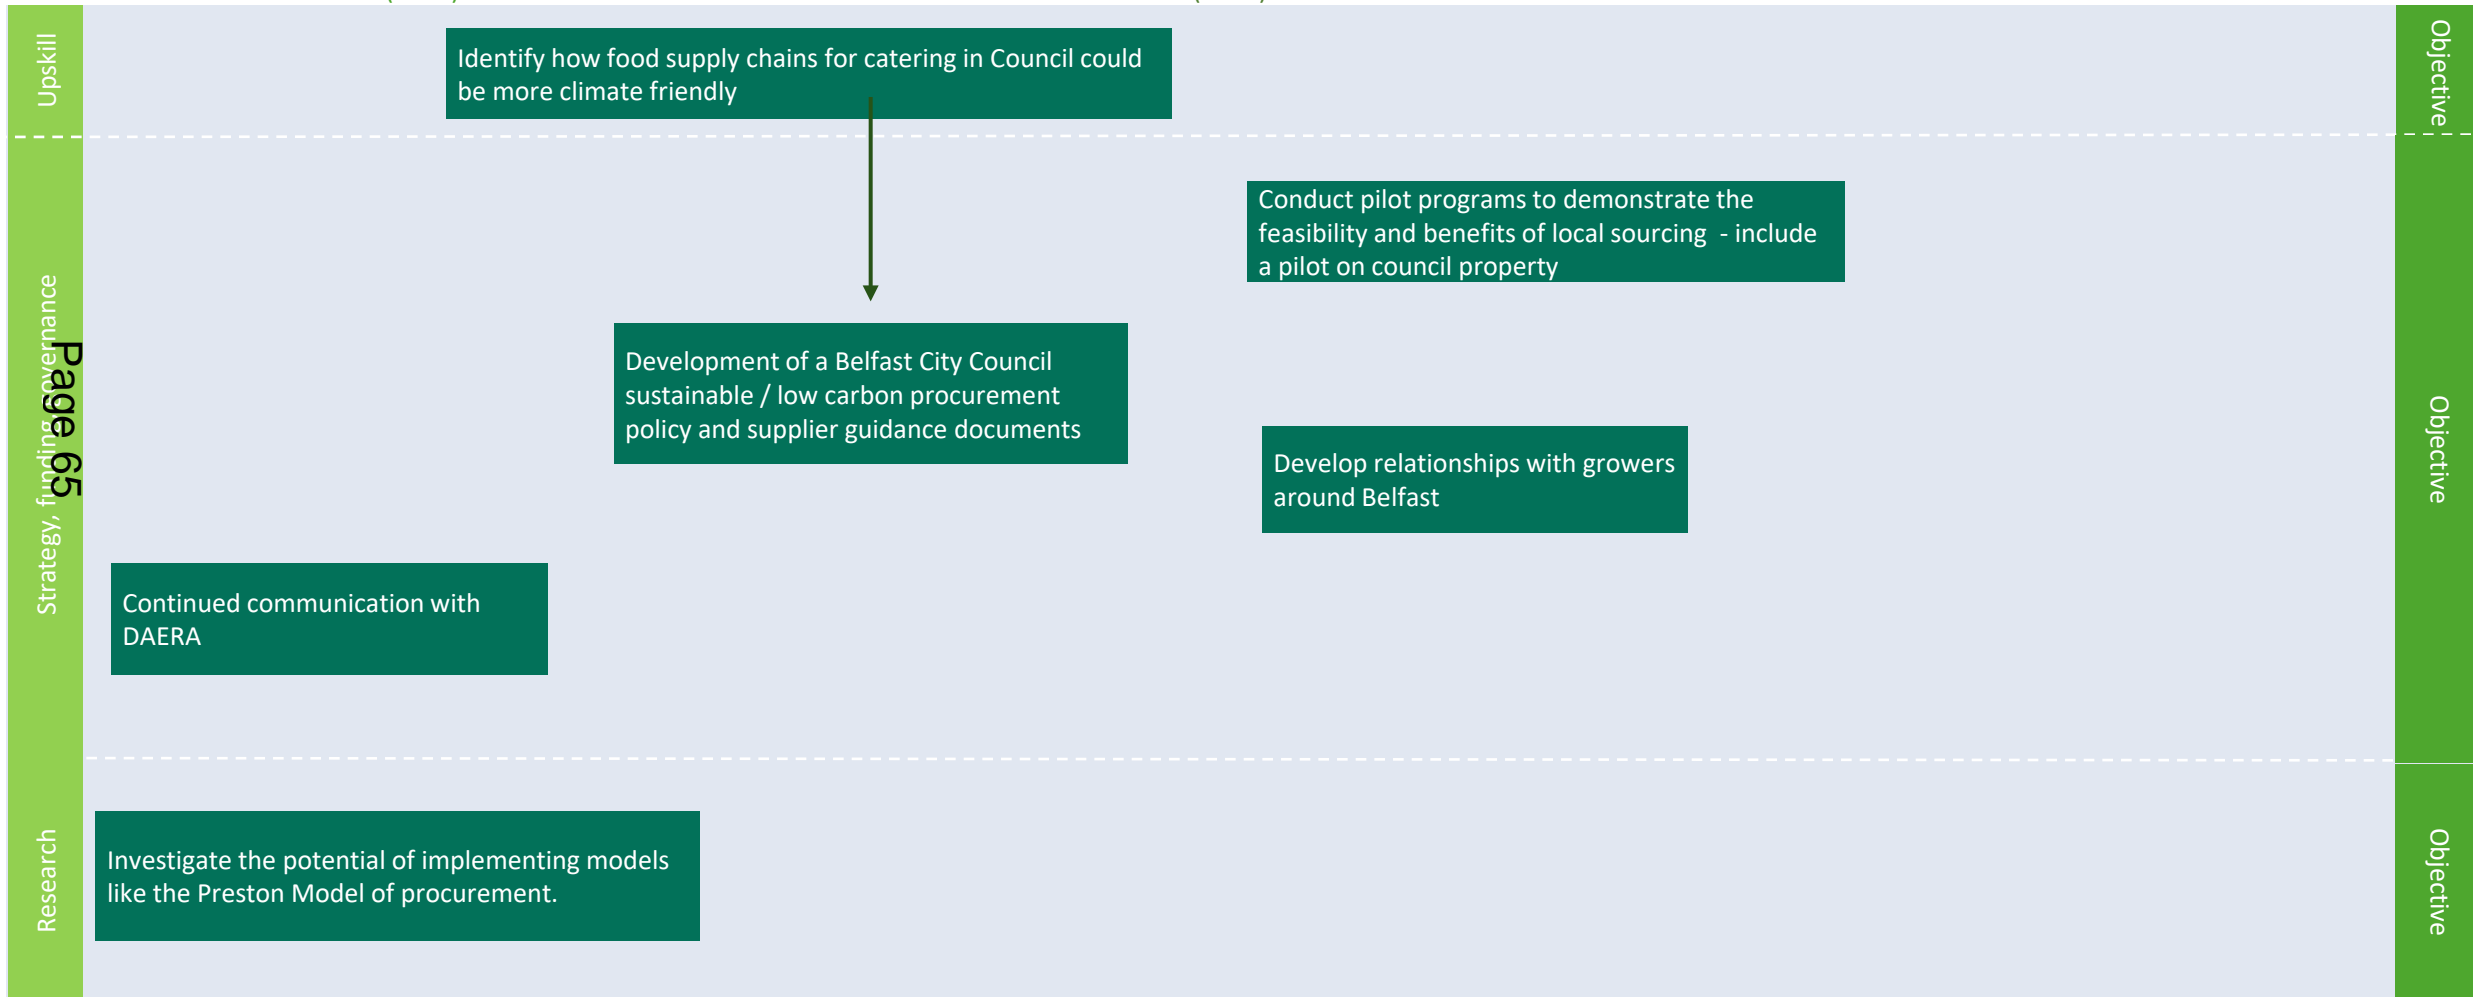 Upskill
Identify how food supply chains for catering in Council could
be more climate friendly
Objective
Strategy, funding, governance
Page 65
Conduct pilot programs to demonstrate the
feasibility and benefits of local sourcing - include
a pilot on council property
Development of a Belfast City Council
sustainable / low carbon procurement
policy and supplier guidance documents
Develop relationships with growers
around Belfast
Continued communication with
DAERA
Objective
Research
Investigate the potential of implementing models
like the Preston Model of procurement.
Objective